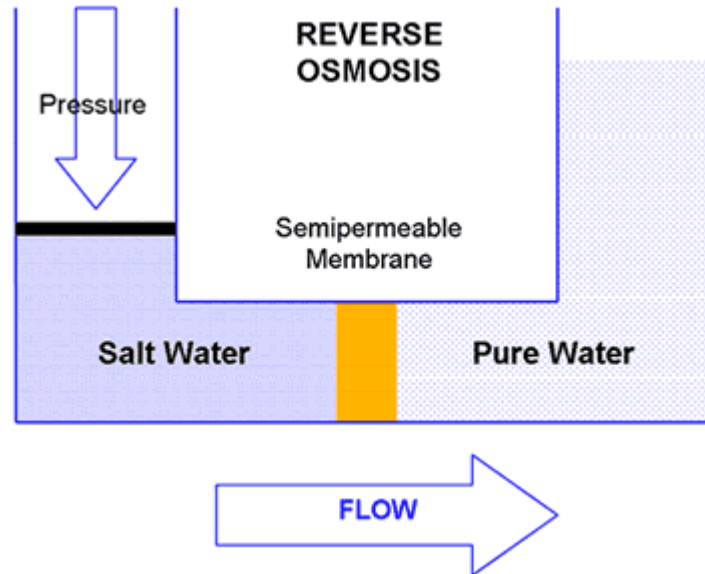 REVERSE
OSMOSIS
Pressure
Semipermeable
Membrane
Salt Water
Pure Water
FLOW